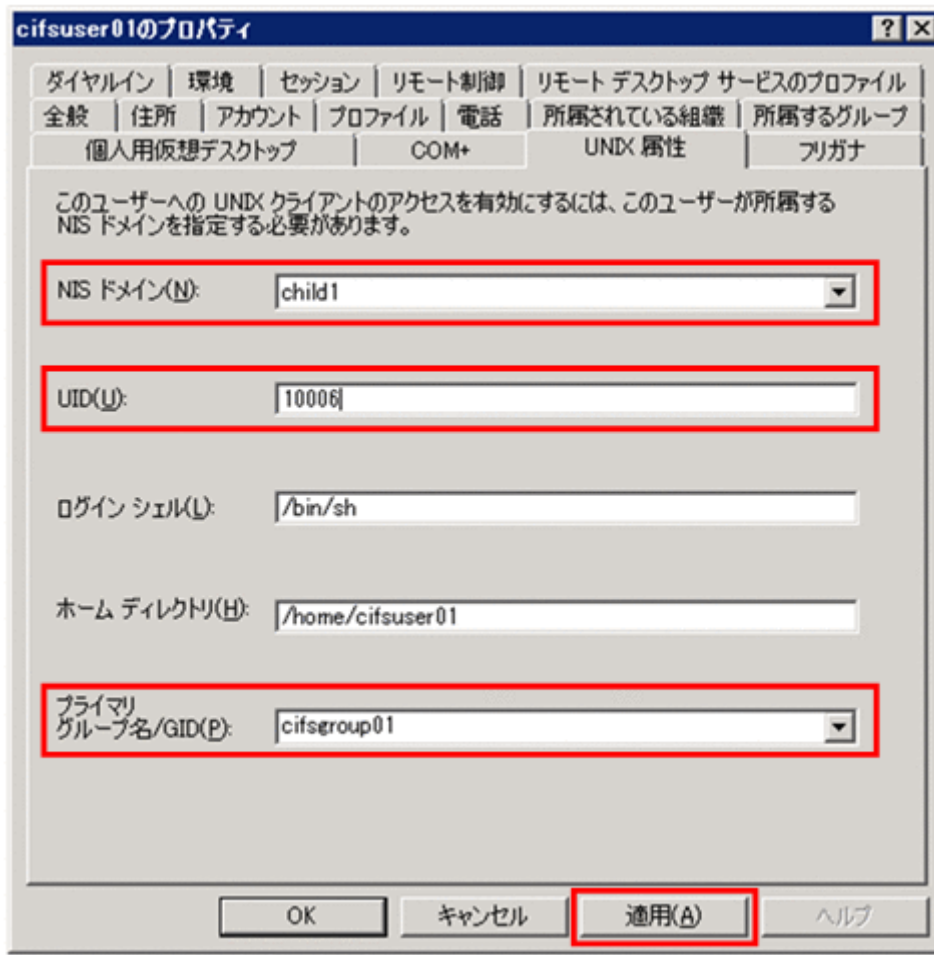 cifsuser01のプロパティ
ダイヤルイン 環境 セッション リモート制御 リモート デスクトップ サービスのプロファイル
全般 住所 アカウント プロファイル 電話 所属されている組織 所属するグループ
個人用仮想デスクトップ COM+ UNIX 属性 フリガナ
このユーザーへの UNIX クライアントのアクセスを有効にするには、このユーザーが所属する
NIS ドメインを指定する必要があります。
NIS ドメイン(N): child1
UID(U): 10006
ログイン シェル(L): /bin/sh
ホーム ディレクトリ(H): /home/cifsuser01
プライマリ
グループ名/GID(P): cifsgroup01
OK キャンセル 適用(A) ヘルプ